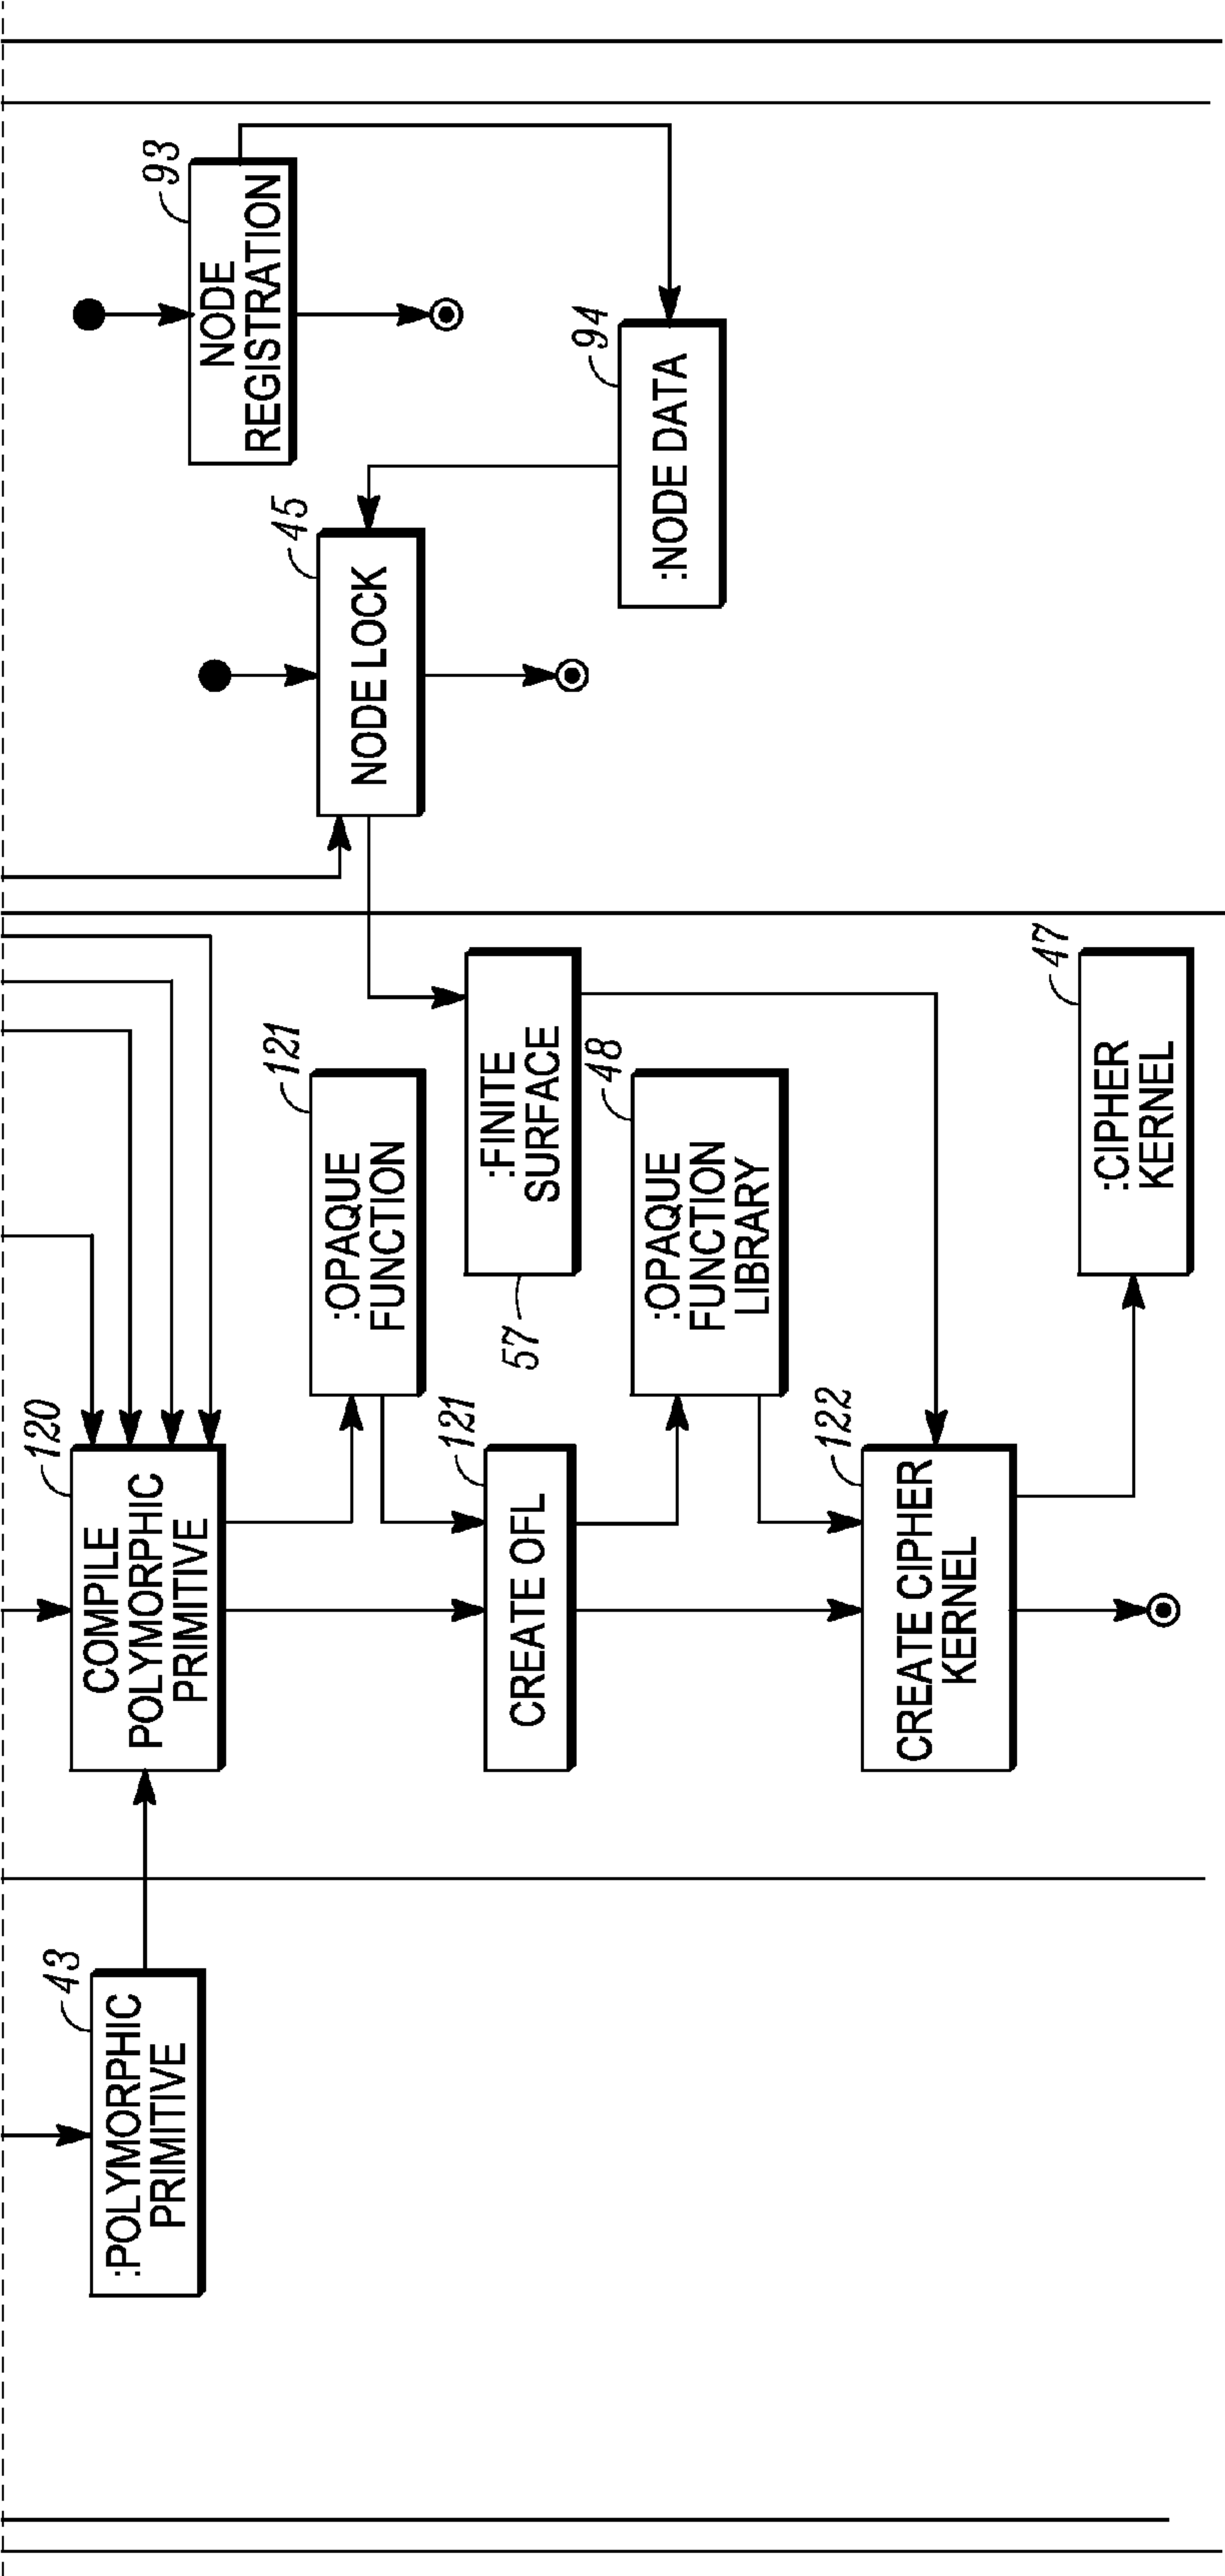 93
NODE
REGISTRATION
94
:NODE DATA
45
NODE LOCK
47
:CIPHER
KERNEL
121
:OPAQUE
FUNCTION
:FINITE
SURFACE
57
48
:OPAQUE
FUNCTION
LIBRARY
120
COMPILE
POLYMORPHIC
PRIMITIVE
121
CREATE OFL
122
CREATE CIPHER
KERNEL
43
:POLYMORPHIC
PRIMITIVE